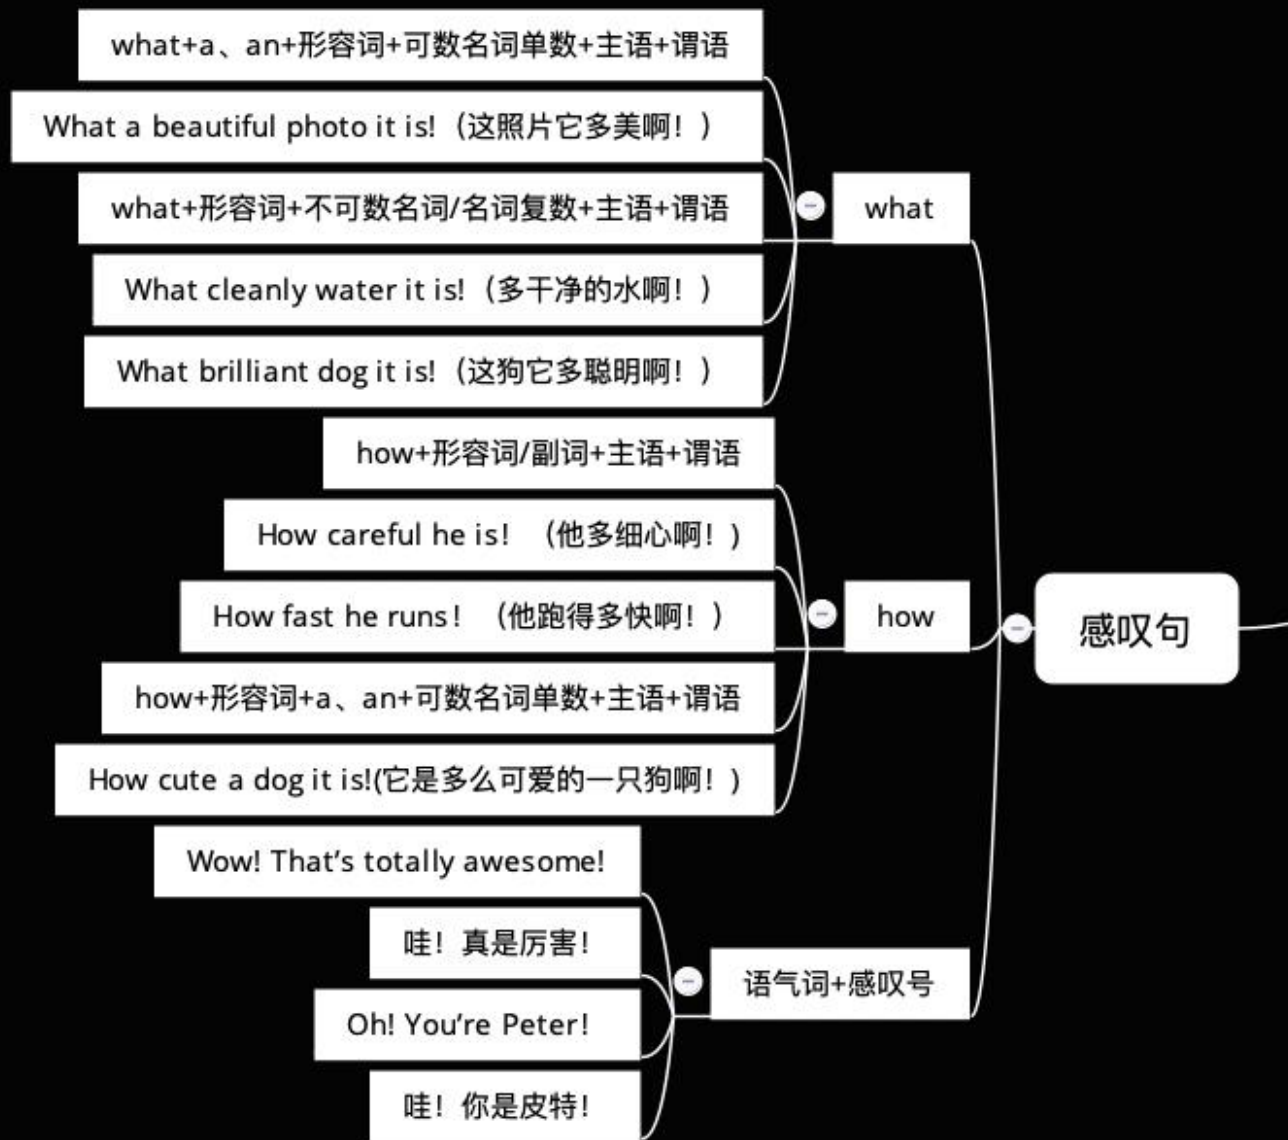 what+a、an+形容词+可数名词单数+主语+谓语
What a beautiful photo it is!（这照片它多美啊！）
what+形容词+不可数名词/名词复数+主语+谓语
What cleanly water it is!（多干净的水啊！）
What brilliant dog it is!（这狗它多聪明啊！）
what
how+形容词/副词+主语+谓语
How careful he is！（他多细心啊！)
How fast he runs！（他跑得多快啊！）
how+形容词+a、an+可数名词单数+主语+谓语
How cute a dog it is!(它是多么可爱的一只狗啊！)
how
感叹句
Wow! That’s totally awesome!
哇！真是厉害！
Oh! You’re Peter！
哇！你是皮特！
语气词+感叹号